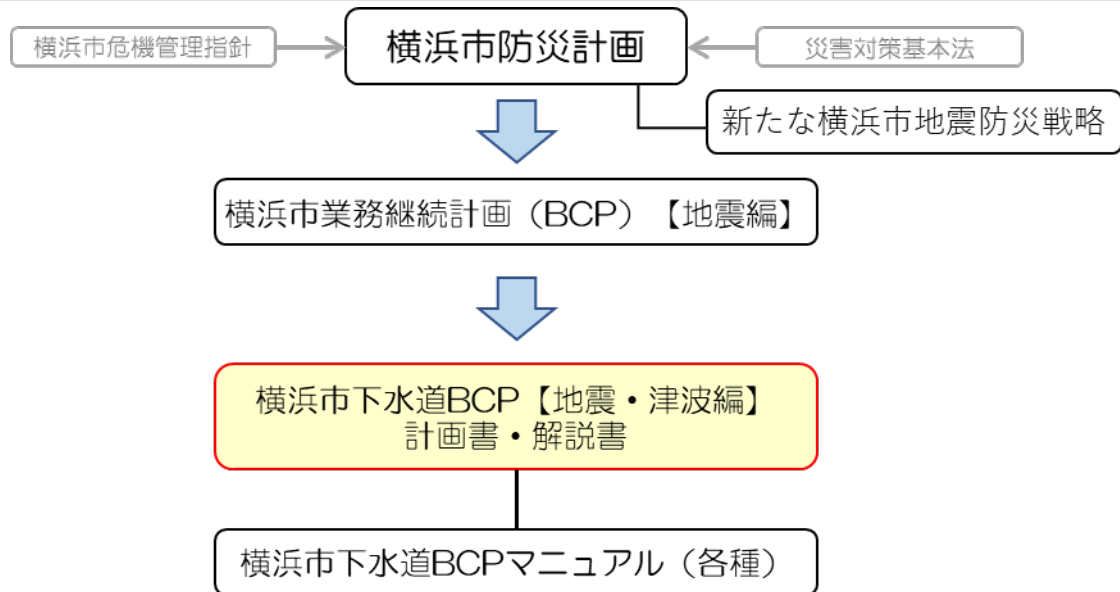 横浜市危機管理指針
横浜市防災計画
災害対策基本法
新たな横浜市地震防災戦略
横浜市業務継続計画（BCP）【地震編】
横浜市下水道BCP【地震・津波編】
計画書・解説書
横浜市下水道BCPマニュアル（各種）